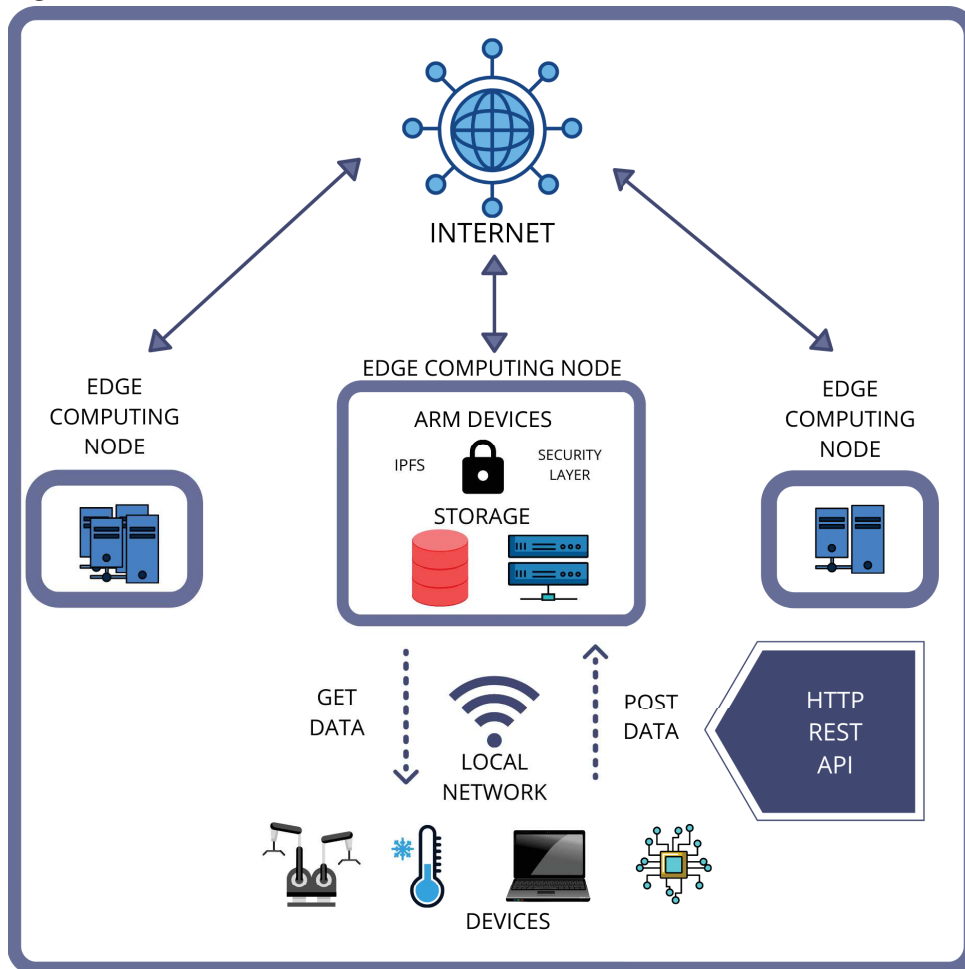 INTERNET
EDGE COMPUTING NODE
EDGE
COMPUTING
NODE
ARM DEVICES
IPFS
SECURITY
LAYER
STORAGE
EDGE
COMPUTING
NODE
GET
DATA
LOCAL
NETWORK
POST
DATA
HTTP
REST
API
DEVICES